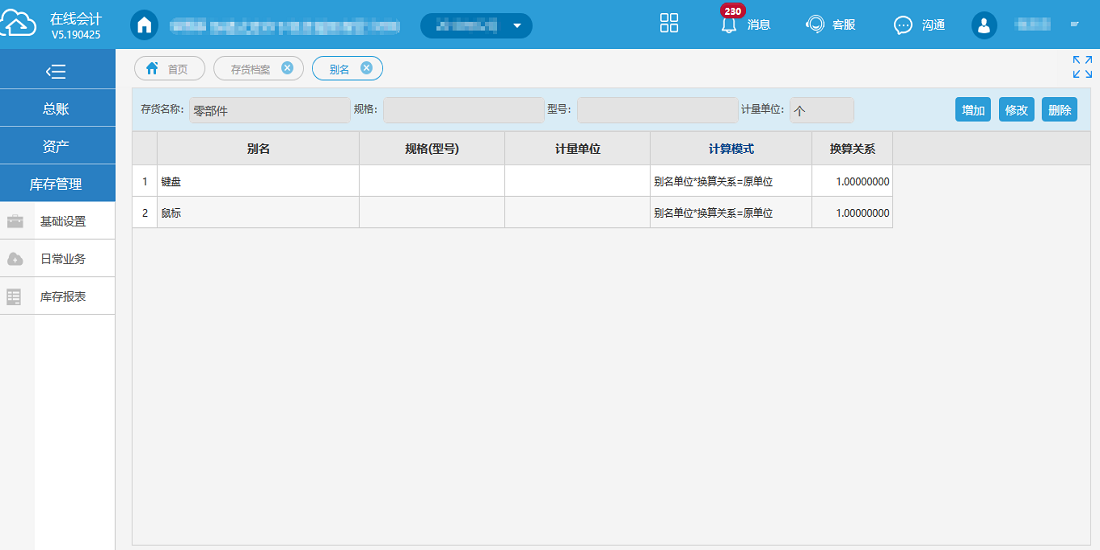 在线会计
V5.190425
230
消息
客服
沟通
首页
存货档案
别名
总账
资产
库存管理
基础设置
日常业务
库存报表
存货名称： 零部件 规格： 型号： 计量单位： 个 增加 修改 删除
别名 规格(型号) 计量单位 计算模式 换算关系
1 键盘 别名单位*换算关系=原单位 1.00000000
2 鼠标 别名单位*换算关系=原单位 1.00000000